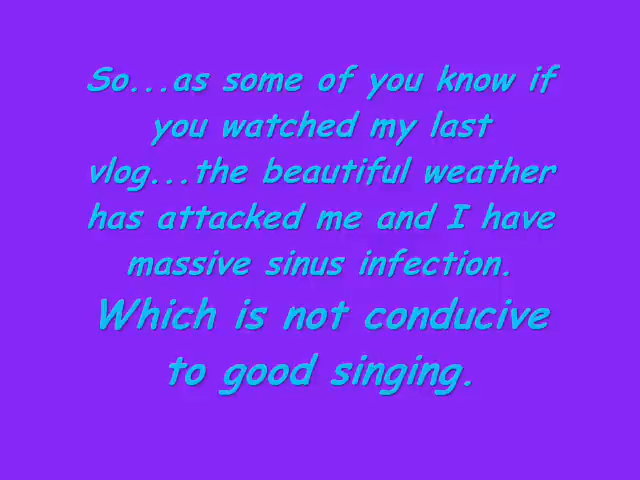 So...as some of you know if
you watched my last
vlog...the beautiful weather
has attacked me and I have
massive sinus infection.
Which is not conducive
to good singing.